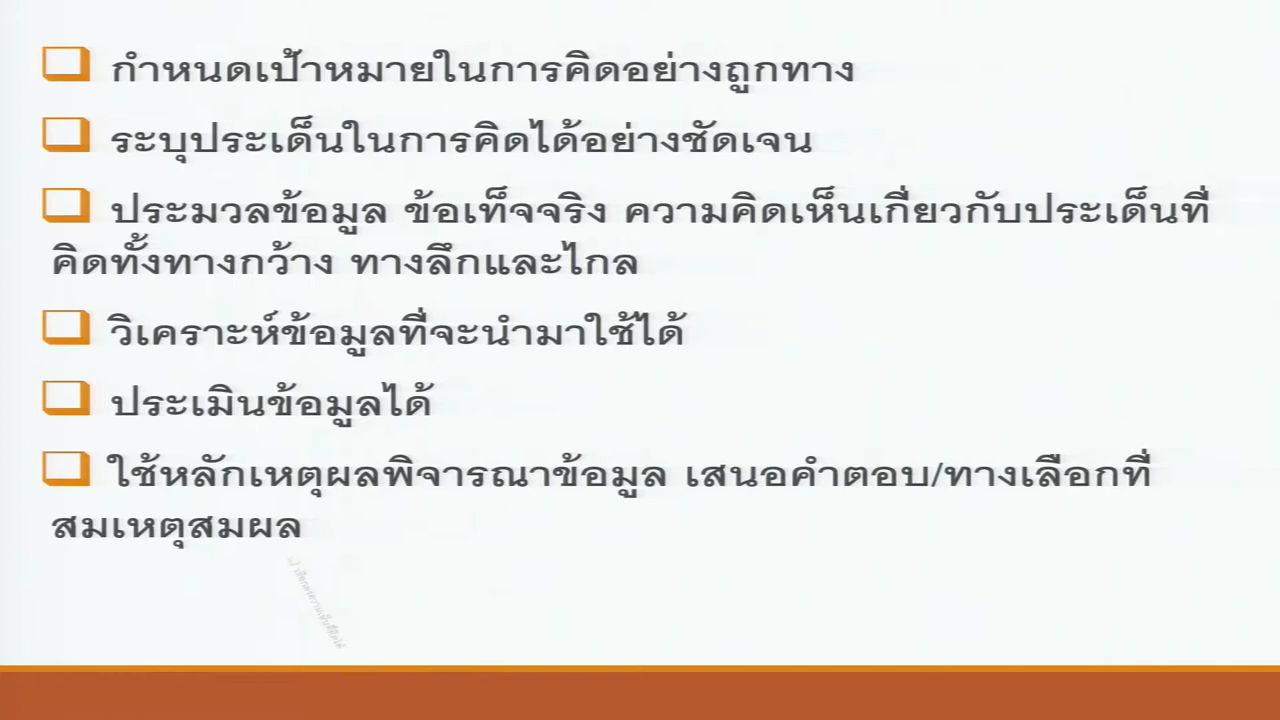 กำหนดเป้าหมายในการคิดอย่างถูกทาง
ระบุประเด็นในการคิดได้อย่างชัดเจน
ประมวลข้อมูล ข้อเท็จจริง ความคิดเห็นเกี่ยวกับประเด็นที่
คิดทั้งทางกว้าง ทางลึกและไกล
วิเคราะห์ข้อมูลที่จะนำมาใช้ได้
ประเมินข้อมูลได้
ใช้หลักเหตุผลพิจารณาข้อมูล เสนอคำตอบ/ทางเลือกที่
สมเหตุสมผล